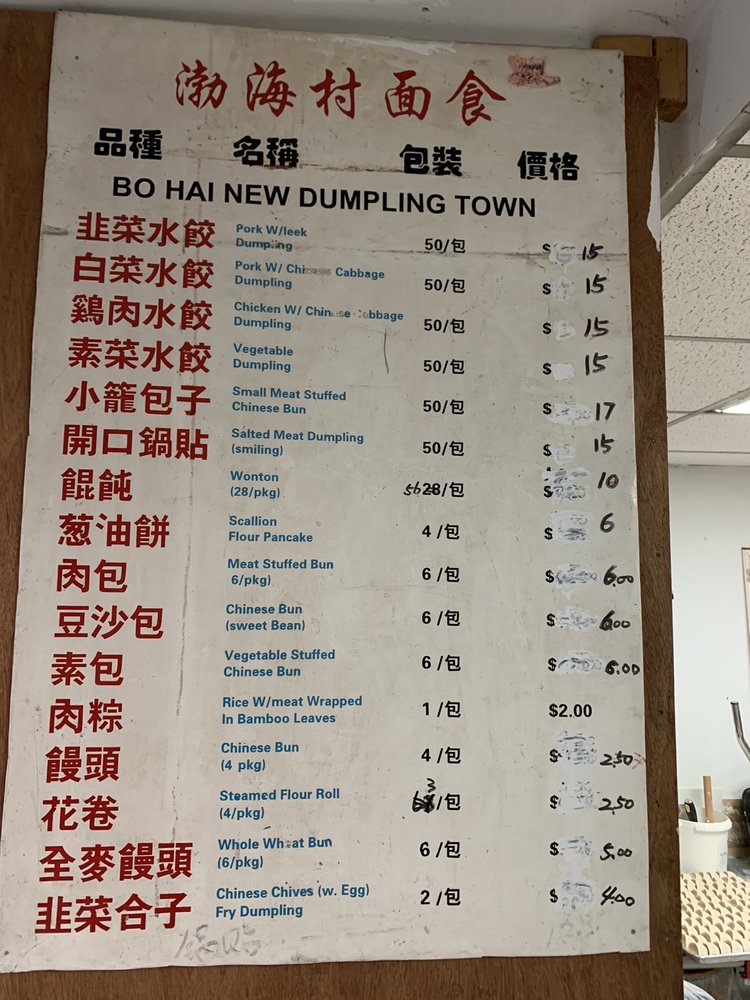 渤海村面食
品種 名稱 包裝 價格
BO HAI NEW DUMPLING TOWN
韭菜水餃 Pork W/leek Dumpling 50/包 $ 15
白菜水餃 Pork W/ Cabbage Dumpling 50/包 $ 15
鷄肉水餃 Chicken W/ Chinese Cabbage Dumpling 50/包 $ 15
素菜水餃 Vegetable Dumpling 50/包 $ 15
小籠包子 Small Meat Stuffed Chinese Bun 50/包 $ 17
開口鍋貼 Salted Meat Dumpling (smiling) 50/包 $ 15
餛飩 Wonton (28/pkg) 56 28/包 $ 10
葱油餅 Scallion Flour Pancake 4 /包 $ 6
肉包 Meat Stuffed Bun 6/pkg) 6 /包 $ 6.00
豆沙包 Chinese Bun (sweet Bean) 6 /包 $ 6.00
素包 Vegetable Stuffed Chinese Bun 6 /包 $ 6.00
肉粽 Rice W/meat Wrapped In Bamboo Leaves 1 /包 $2.00
饅頭 Chinese Bun (4 pkg) 4 /包 $ 2.50
花卷 Steamed Flour Roll (4/pkg) 3 /包 $ 2.50
全麥饅頭 Whole Wheat Bun (6/pkg) 6 /包 $ 5.00
韭菜合子 Chinese Chives (w. Egg) Fry Dumpling 2 /包 $ 4.00